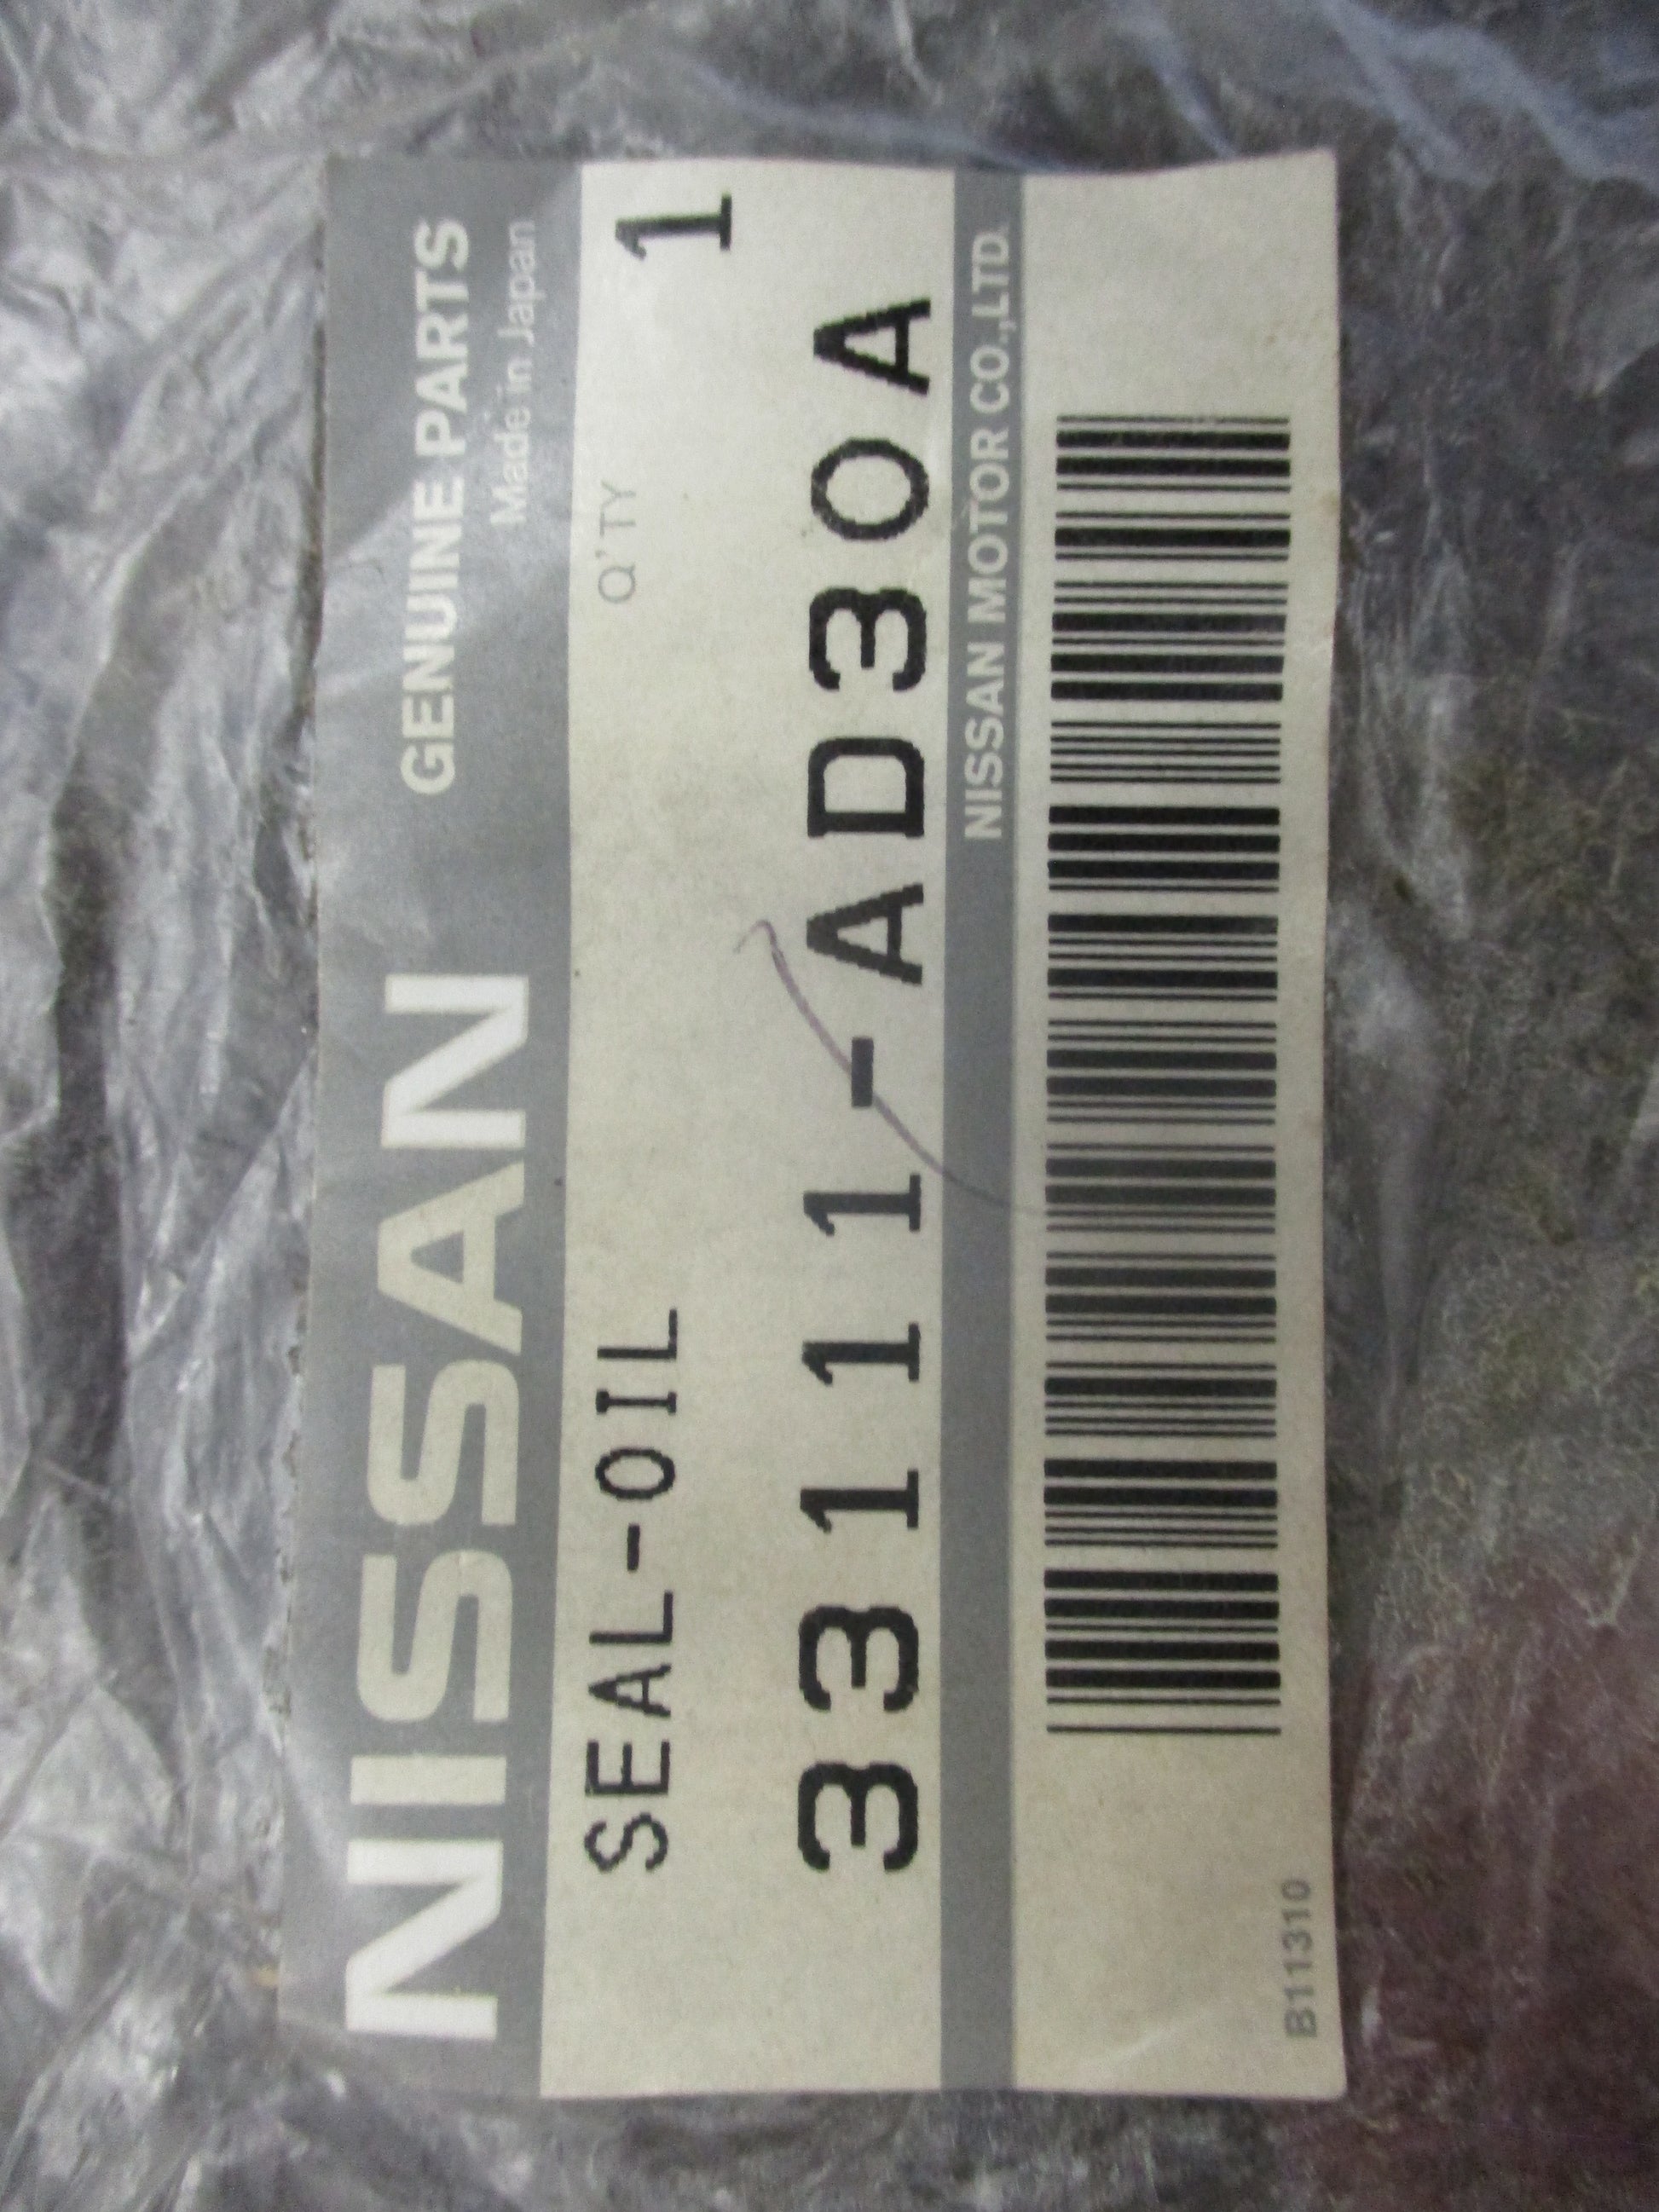 NISSAN GENUINE PARTS
Made in Japan
SEAL-OIL Q'TY 1
33111-AD30A
NISSAN MOTOR CO.,LTD.
B11310